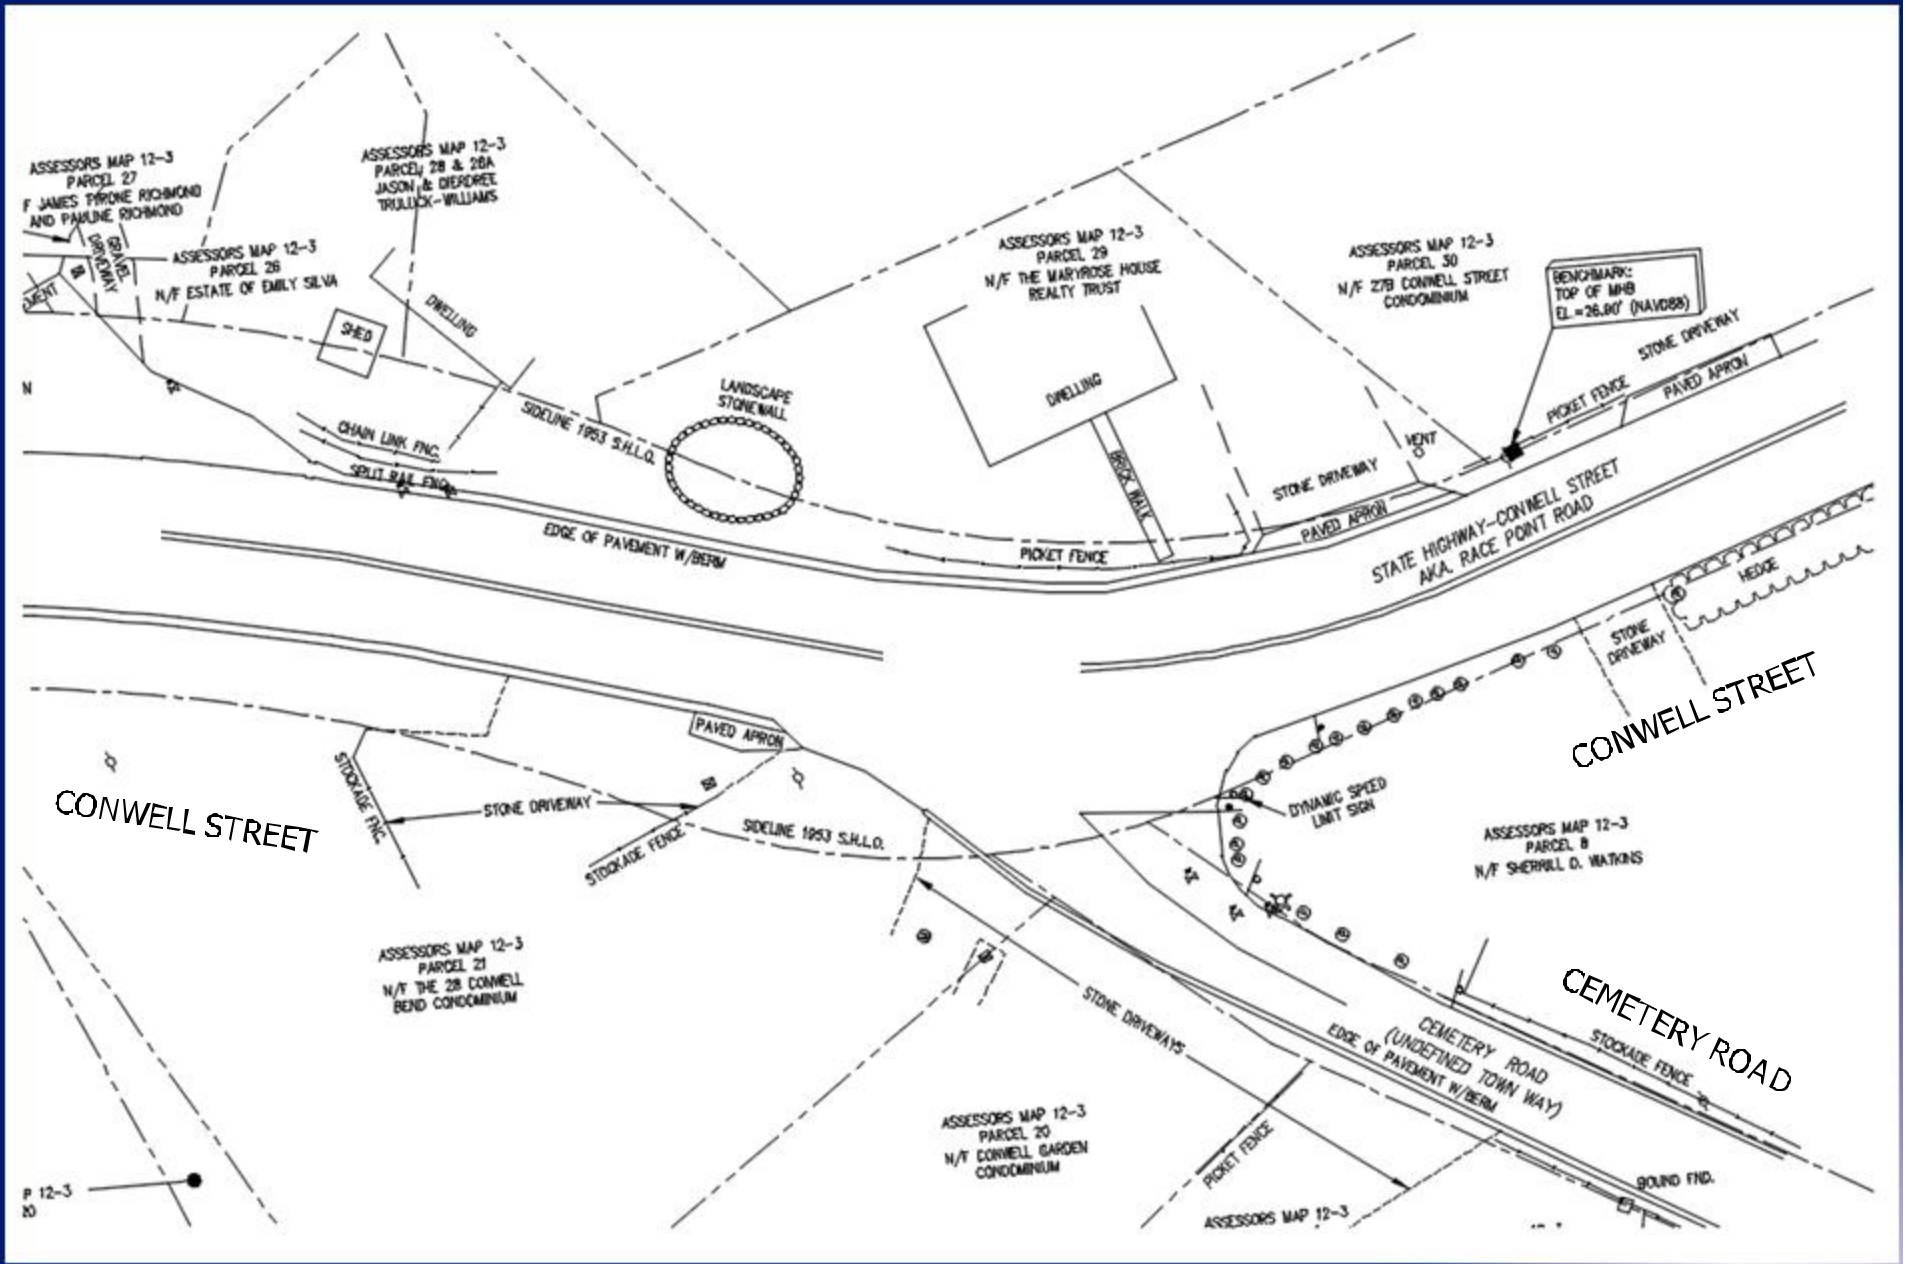 ASSESSORS MAP 12-3
PARCEL 27
F JAMES TYRONE RICHMOND
AND PAULINE RICHMOND
GRAVEL
DRIVEWAY
ASSESSORS MAP 12-3
PARCEL 26
N/F ESTATE OF EMILY SILVA
ASSESSORS MAP 12-3
PARCEL 28 & 28A
JASON & DIERDREE
TRULUCK-WILLIAMS
SHED
DWELLING
CHAIN LINK FNC.
SPLIT RAIL FNC.
SIDELINE 1953 S.H.L.O.
LANDSCAPE
STONEWALL
EDGE OF PAVEMENT W/BERM
ASSESSORS MAP 12-3
PARCEL 29
N/F THE MARYROSE HOUSE
REALTY TRUST
DWELLING
BRICK WALK
PICKET FENCE
STONE DRIVEWAY
PAVED APRON
VENT
ASSESSORS MAP 12-3
PARCEL 30
N/F 27B CONWELL STREET
CONDOMINIUM
BENCHMARK:
TOP OF MHB
EL.=26.90' (NAVD88)
STONE DRIVEWAY
PICKET FENCE
PAVED APRON
STATE HIGHWAY-CONWELL STREET
AKA. RACE POINT ROAD
HEDGE
STONE
DRIVEWAY
CONWELL STREET
PAVED APRON
STOCKADE FNC.
STONE DRIVEWAY
STOCKADE FENCE
SIDELINE 1953 S.H.L.O.
CONWELL STREET
DYNAMIC SPEED
LIMIT SIGN
ASSESSORS MAP 12-3
PARCEL 8
N/F SHERRILL D. WATKINS
ASSESSORS MAP 12-3
PARCEL 21
N/F THE 28 CONWELL
BEND CONDOMINIUM
STONE DRIVEWAYS
CEMETERY ROAD
STOCKADE FENCE
CEMETERY ROAD
(UNDEFINED TOWN WAY)
EDGE OF PAVEMENT W/BERM
ASSESSORS MAP 12-3
PARCEL 20
N/F CONWELL GARDEN
CONDOMINIUM
PICKET FENCE
BOUND FND.
ASSESSORS MAP 12-3
P 12-3
20